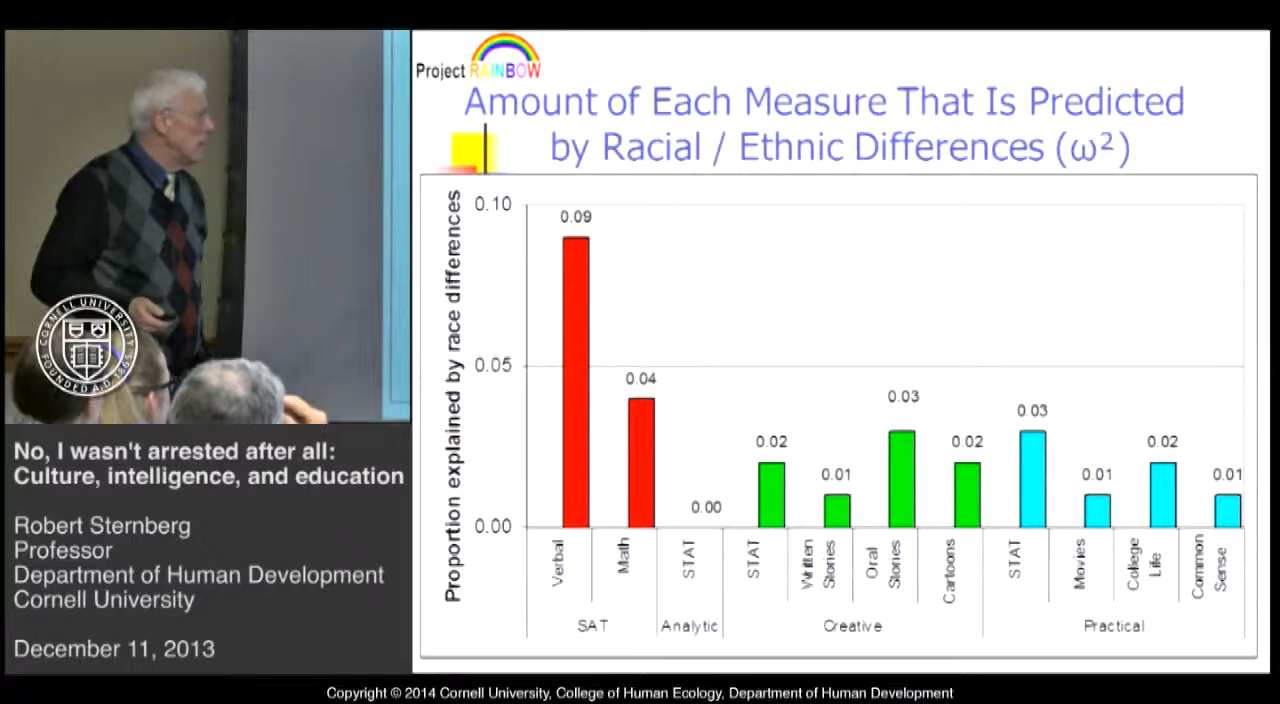 Project RAINBOW
Amount of Each Measure That Is Predicted
by Racial / Ethnic Differences (ω²)
Proportion explained by race differences
0.10
0.05
0.00
0.09
0.04
0.00
0.02
0.01
0.03
0.02
0.03
0.01
0.02
0.01
Verbal
Math
STAT
STAT
Written
Stories
Oral
Stories
Cartoons
STAT
Movies
College
Life
Common
Sense
SAT
Analytic
Creative
Practical
CORNELL UNIVERSITY
FOUNDED A.D. 1865
No, I wasn't arrested after all:
Culture, intelligence, and education
Robert Sternberg
Professor
Department of Human Development
Cornell University
December 11, 2013
Copyright © 2014 Cornell University, College of Human Ecology, Department of Human Development